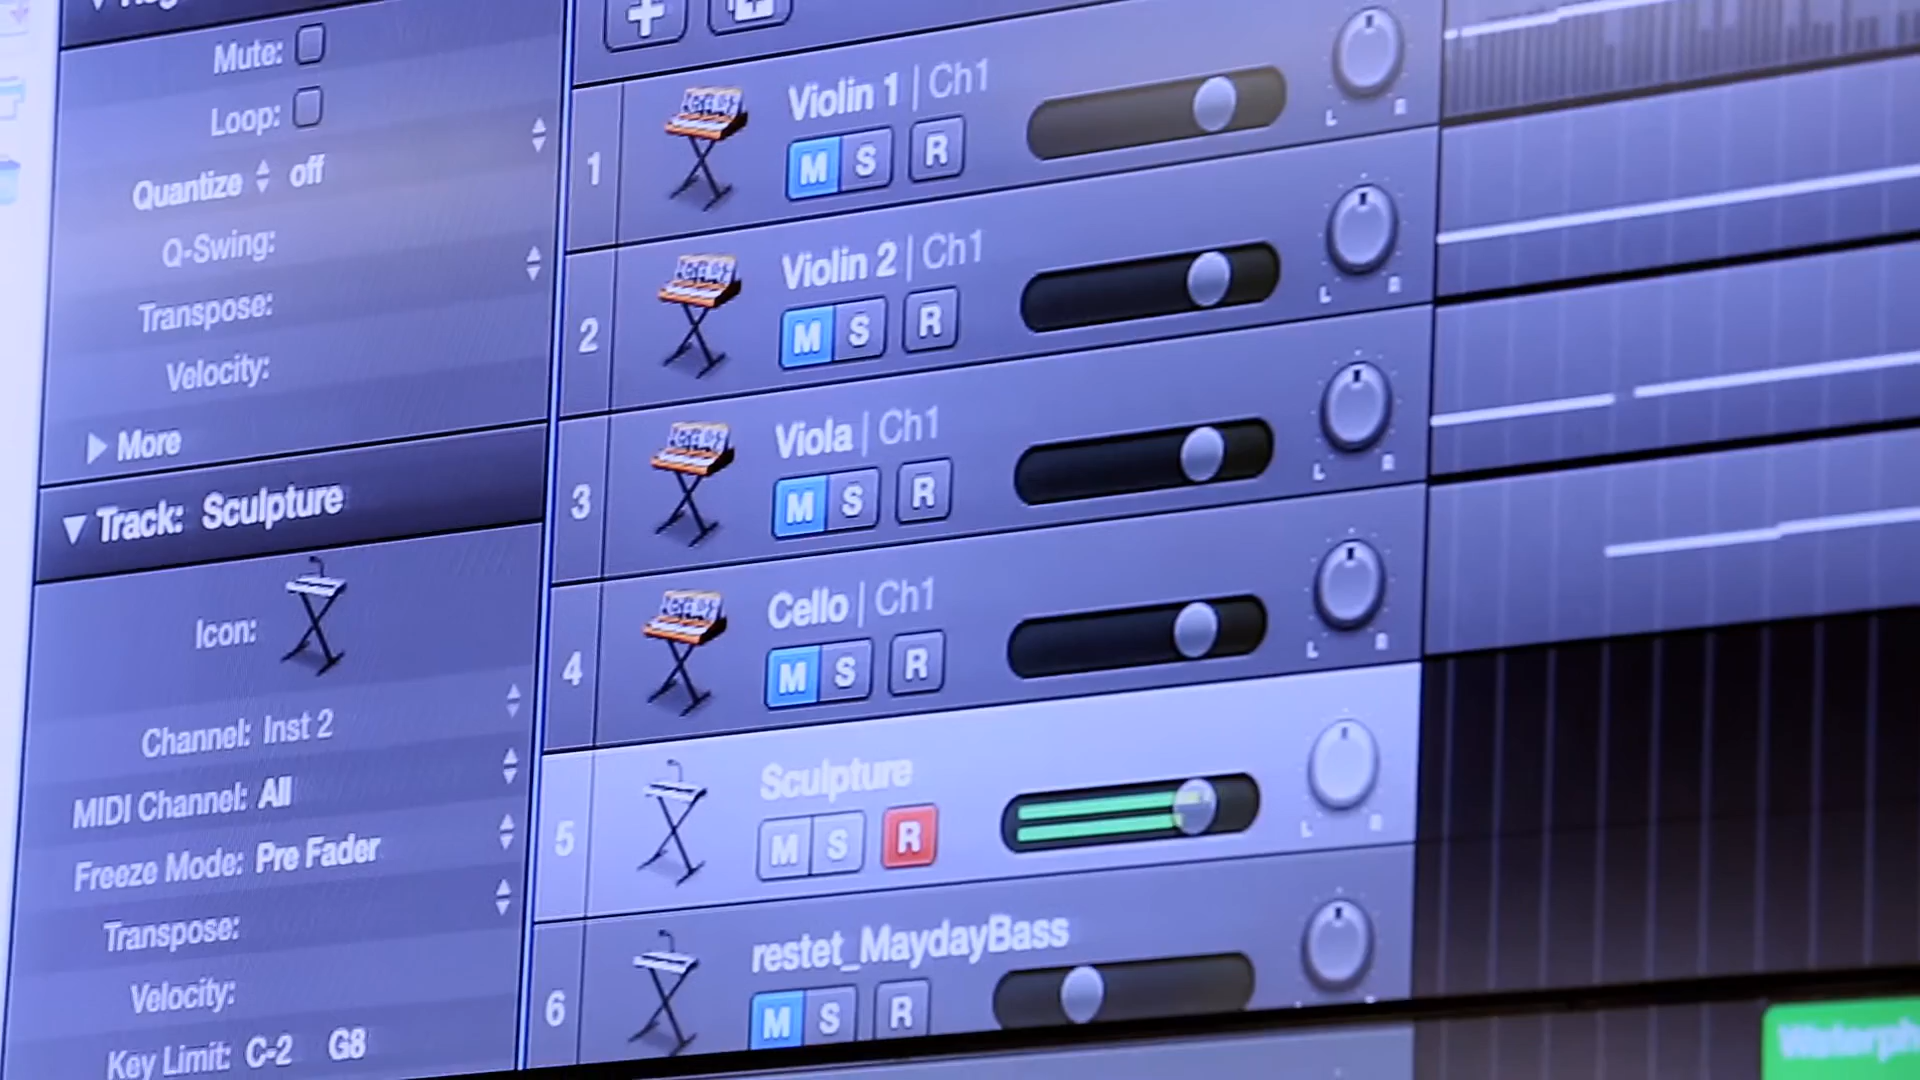 Mute:
Loop:
Quantize off
Q-Swing:
Transpose:
Velocity:
More
Track: Sculpture
Icon:
Channel: Inst 2
MIDI Channel: All
Freeze Mode: Pre Fader
Transpose:
Velocity:
Key Limit: C-2 G8
1
Violin 1 | Ch1
M S R
L R
2
Violin 2 | Ch1
M S R
L R
3
Viola | Ch1
M S R
L R
4
Cello | Ch1
M S R
L R
5
Sculpture
M S R
L R
6
restet_MaydayBass
M S R